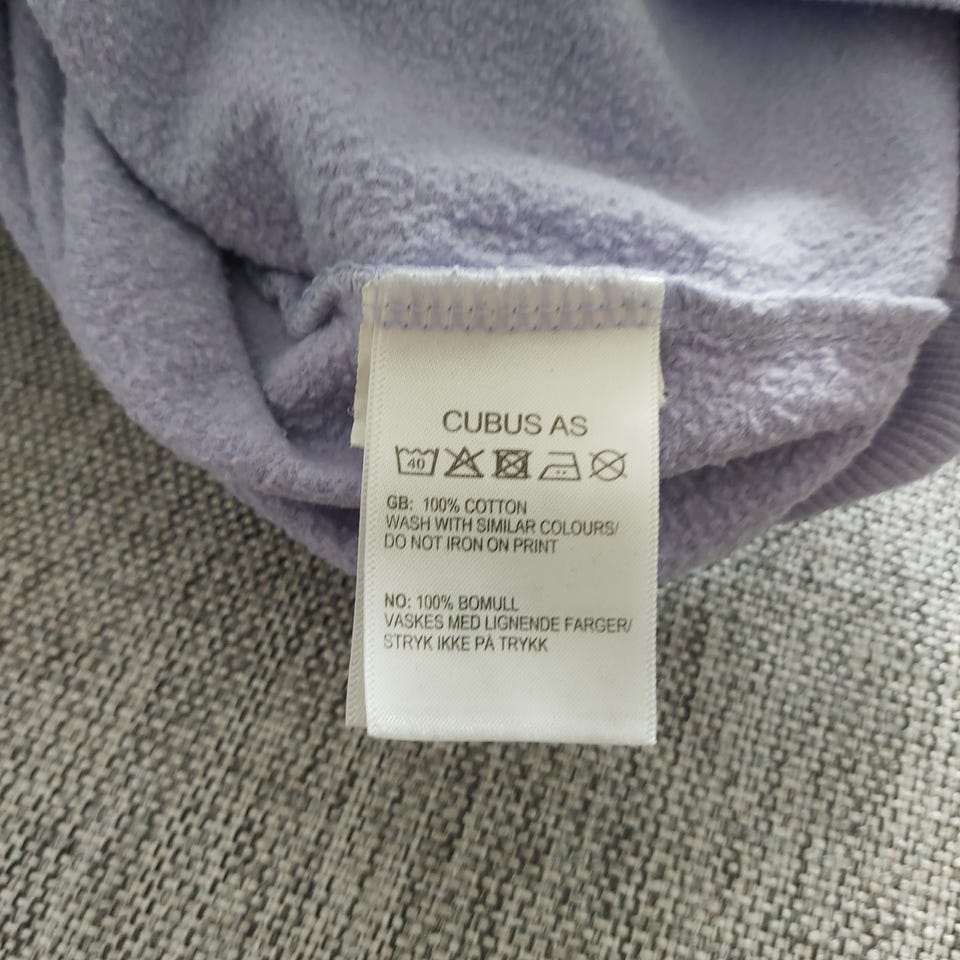 CUBUS AS
40
GB: 100% COTTON
WASH WITH SIMILAR COLOURS/
DO NOT IRON ON PRINT
NO: 100% BOMULL
VASKES MED LIGNENDE FARGER/
STRYK IKKE PÅ TRYKK